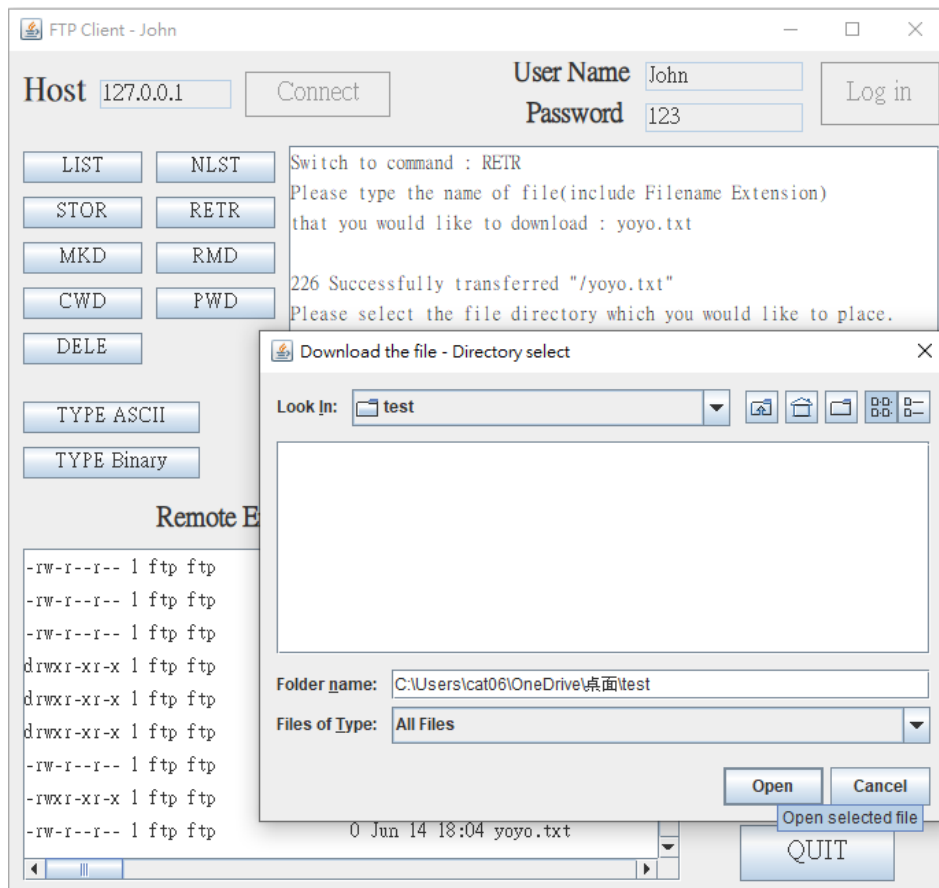 FTP Client - John
Host 127.0.0.1 Connect
User Name John
Password 123
Log in
LIST NLST
STOR RETR
MKD RMD
CWD PWD
DELE
TYPE ASCII
TYPE Binary
Switch to command : RETR
Please type the name of file(include Filename Extension)
that you would like to download : yoyo.txt
226 Successfully transferred "/yoyo.txt"
Please select the file directory which you would like to place.
Download the file - Directory select
Look In: test
Folder name: C:\Users\cat06\OneDrive\桌面\test
Files of Type: All Files
Open Cancel
Open selected file
Remote
-rw-r--r-- 1 ftp ftp
-rw-r--r-- 1 ftp ftp
-rw-r--r-- 1 ftp ftp
drwxr-xr-x 1 ftp ftp
drwxr-xr-x 1 ftp ftp
drwxr-xr-x 1 ftp ftp
-rw-r--r-- 1 ftp ftp
-rwxr-xr-x 1 ftp ftp
-rw-r--r-- 1 ftp ftp 0 Jun 14 18:04 yoyo.txt
QUIT